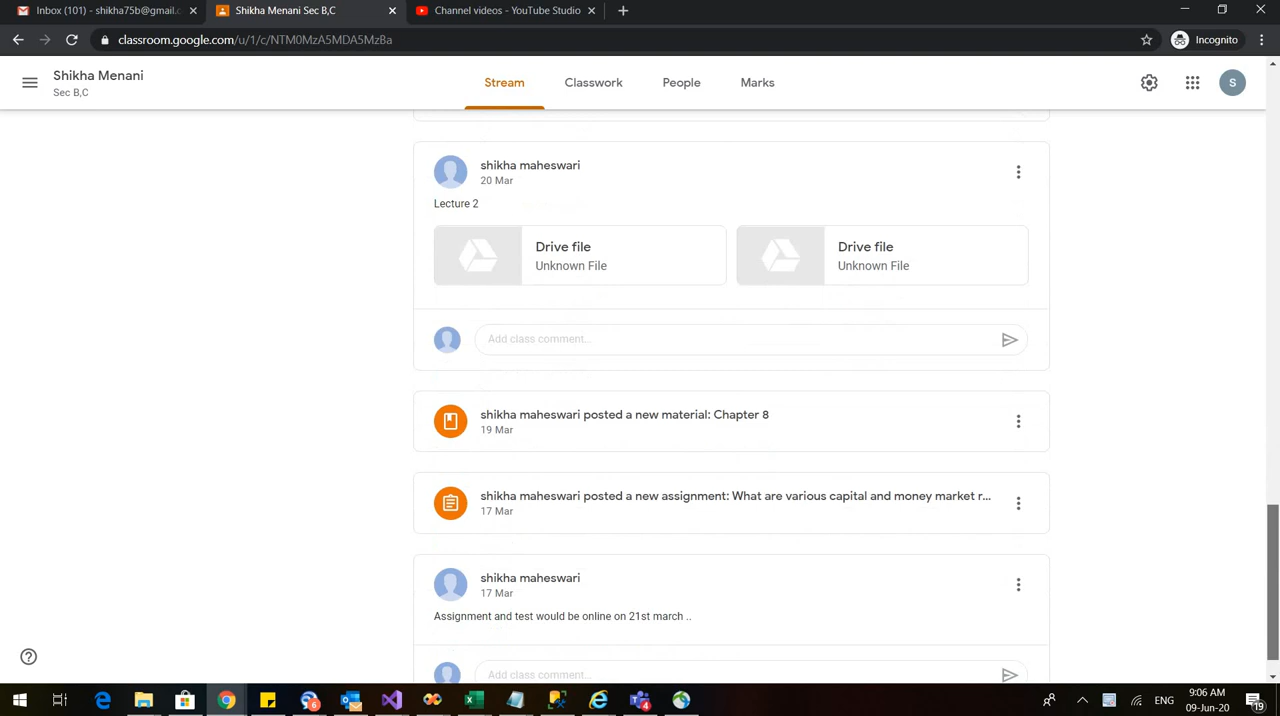 Inbox (101) - shikha75b@gmail.c
Shikha Menani Sec B,C
Channel videos - YouTube Studio
classroom.google.com/u/1/c/NTM0MzA5MDA5MzBa
Incognito
Shikha Menani
Sec B,C
Stream
Classwork
People
Marks
S
shikha maheswari
20 Mar
Lecture 2
Drive file
Unknown File
Drive file
Unknown File
Add class comment...
shikha maheswari posted a new material: Chapter 8
19 Mar
shikha maheswari posted a new assignment: What are various capital and money market r...
17 Mar
shikha maheswari
17 Mar
Assignment and test would be online on 21st march ..
Add class comment...
6
4
ENG
9:06 AM
09-Jun-20
19